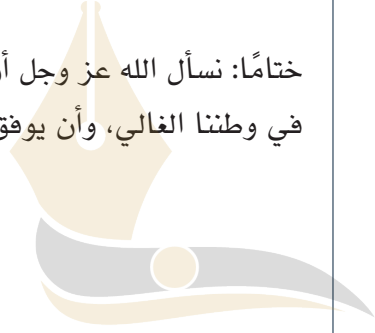 ختامًا: نسأل الله عز وجل
في وطننا الغالي، وأن يوفق